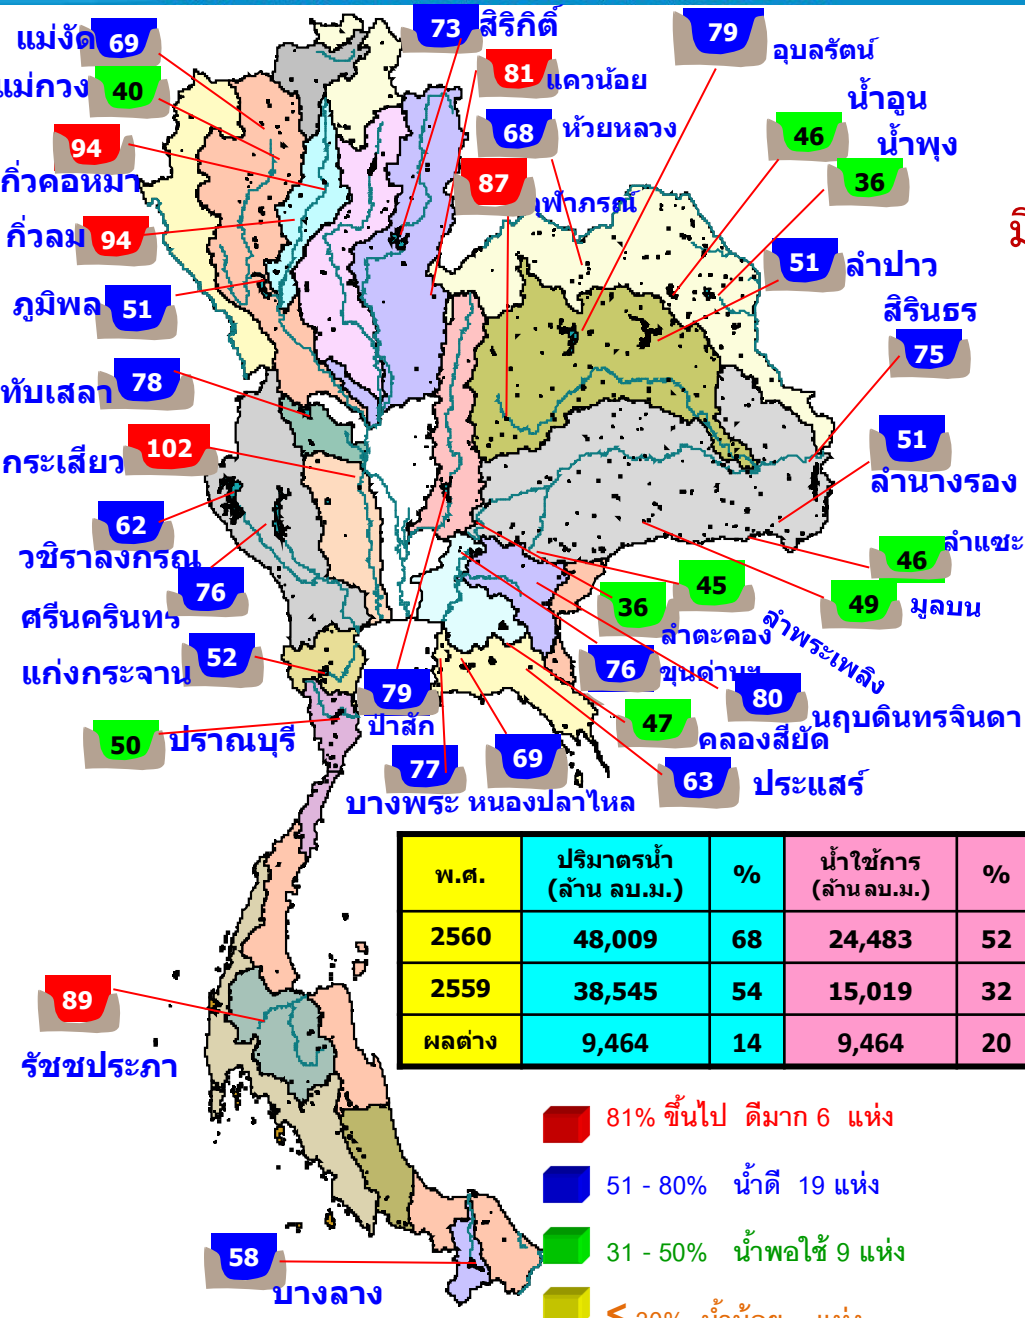 73 สิริกิติ์
79 อุบลรัตน์
แม่งัด 69
81 แควน้อย
แม่กวง 40
น้ำอูน
46
68 ห้วยหลวง
น้ำพุง
94
36
กิ่วคอหมา
87
ฬาภรณ์
กิ่วลม 94
51 ลำปาว
ภูมิพล 51
สิรินธร
75
ทับเสลา 78
กระเสียว 102
51
ลำนางรอง
62
วชิราลงกรณ
46 ลำแซะ
76
ศรีนครินทร
45
36
ลำตะคอง
49 มูลบน
ลำพระเพลิง
แก่งกระจาน 52
76 ขุนด่านฯ
79
ป่าสัก
80 นฤบดินทรจินดา
50 ปราณบุรี
47 คลองสียัด
77
บางพระ
69
หนองปลาไหล
63 ประแสร์
พ.ศ. ปริมาตรน้ำ (ล้าน ลบ.ม.) % น้ำใช้การ (ล้าน ลบ.ม.) %
2560 48,009 68 24,483 52
2559 38,545 54 15,019 32
ผลต่าง 9,464 14 9,464 20
89
รัชชประภา
81% ขึ้นไป ดีมาก 6 แห่ง
51 - 80% น้ำดี 19 แห่ง
31 - 50% น้ำพอใช้ 9 แห่ง
58
บางลาง
≤ 30% น้ำน้อย - แห่ง